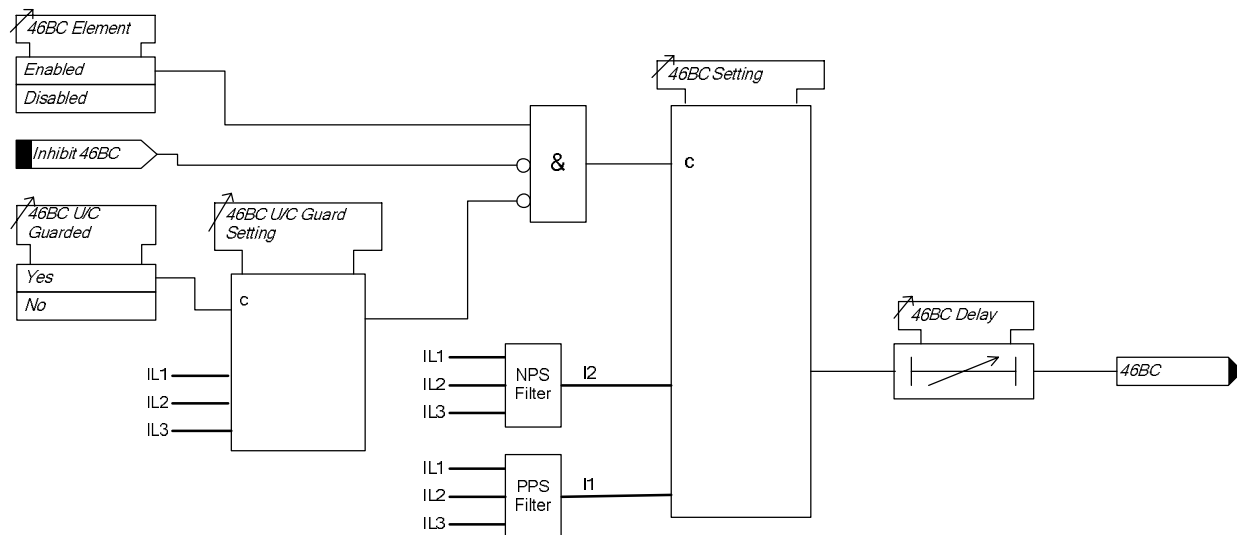 46BC Element
Enabled
Disabled
Inhibit 46BC
46BC U/C
Guarded
Yes
No
46BC U/C Guard
Setting
c
IL1
IL2
IL3
&
IL1
IL2
IL3
NPS
Filter
I2
IL1
IL2
IL3
PPS
Filter
I1
46BC Setting
c
46BC Delay
46BC